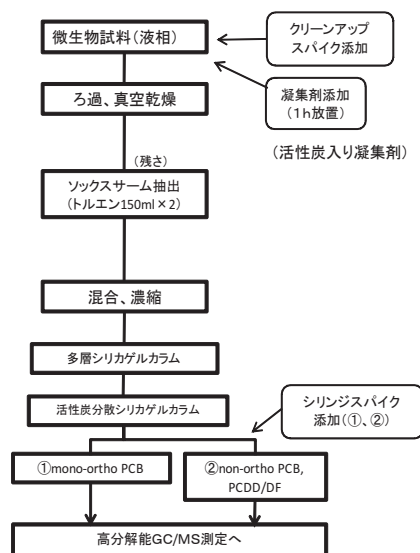 微生物試料(液相)
クリーンアップ
スパイク添加
凝集剤添加
(1h放置)
ろ過、真空乾燥
(活性炭入り凝集剤)
(残さ)
ソックスサーム抽出
(トルエン150ml×2)
混合、濃縮
多層シリカゲルカラム
活性炭分散シリカゲルカラム
シリンジスパイク
添加(①、②)
①mono-ortho PCB
②non-ortho PCB,
PCDD/DF
高分解能GC/MS測定へ